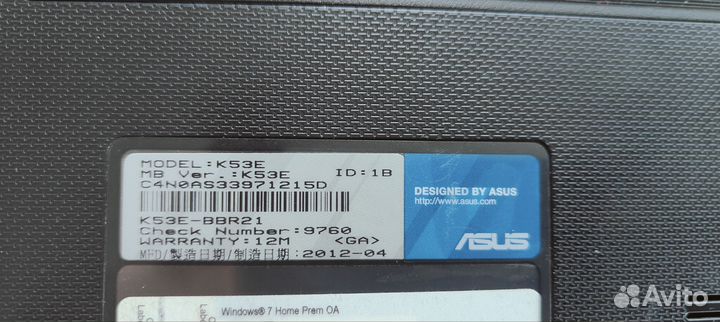 MODEL:K53E
MB Ver.:K53E ID:1B
C4N0AS33971215D
K53E-BBR21
Check Number:9760
WARRANTY:12M <GA>
MFD/製造日期/制造日期:2012-04
DESIGNED BY ASUS
http://www.asus.com
ASUS
Windows® 7 Home Prem OA
Avito